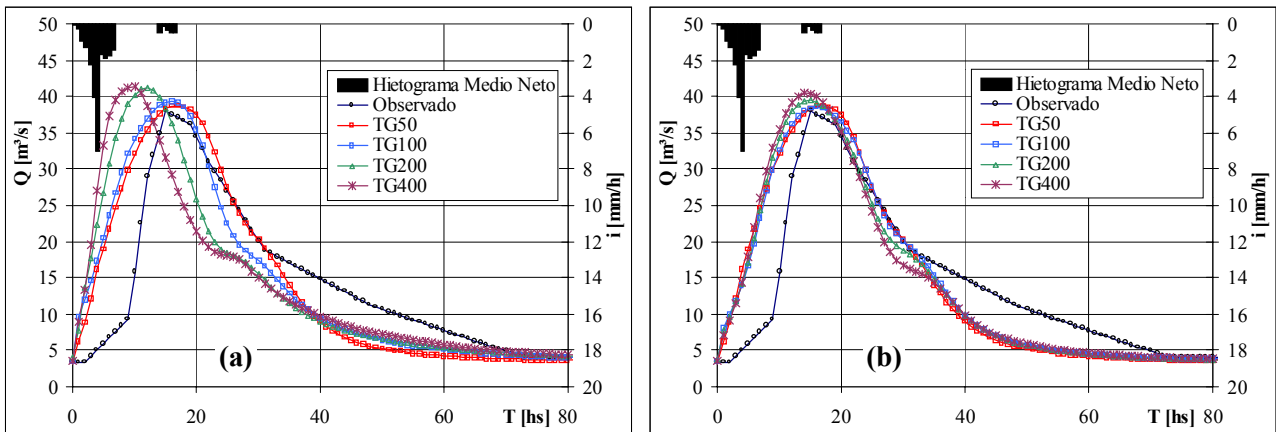 50
45
40
35
30
25
20
15
10
5
0
Q [m³/s]
0
2
4
6
8
10
12
14
16
18
20
i [mm/h]
0
20
40
60
T [hs]
80
Hietograma Medio Neto
Observado
TG50
TG100
TG200
TG400
(a)
50
45
40
35
30
25
20
15
10
5
0
Q [m³/s]
0
2
4
6
8
10
12
14
16
18
20
i [mm/h]
0
20
40
60
T [hs]
80
Hietograma Medio Neto
Observado
TG50
TG100
TG200
TG400
(b)